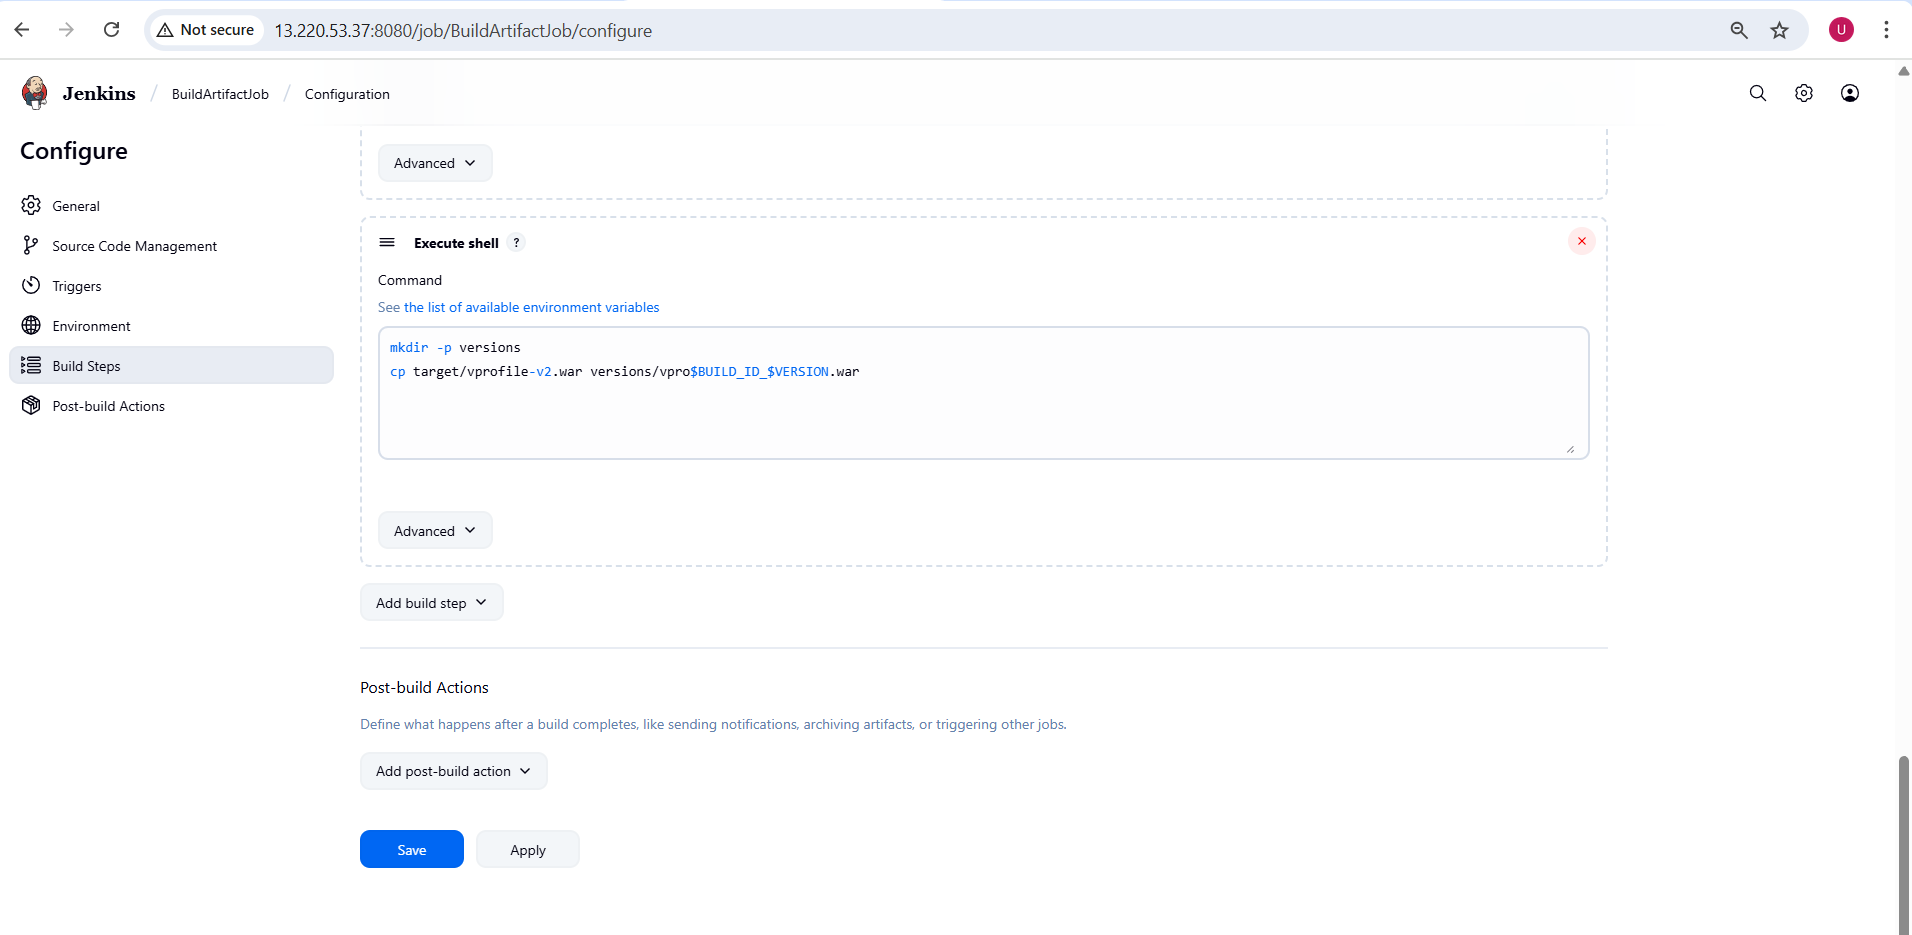 Not secure 13.220.53.37:8080/job/BuildArtifactJob/configure U
Jenkins / BuildArtifactJob / Configuration
Configure
General
Source Code Management
Triggers
Environment
Build Steps
Post-build Actions
Advanced
Execute shell ?
Command
See the list of available environment variables
mkdir -p versions
cp target/vprofile-v2.war versions/vpro$BUILD_ID_$VERSION.war
Advanced
Add build step
Post-build Actions
Define what happens after a build completes, like sending notifications, archiving artifacts, or triggering other jobs.
Add post-build action
Save Apply